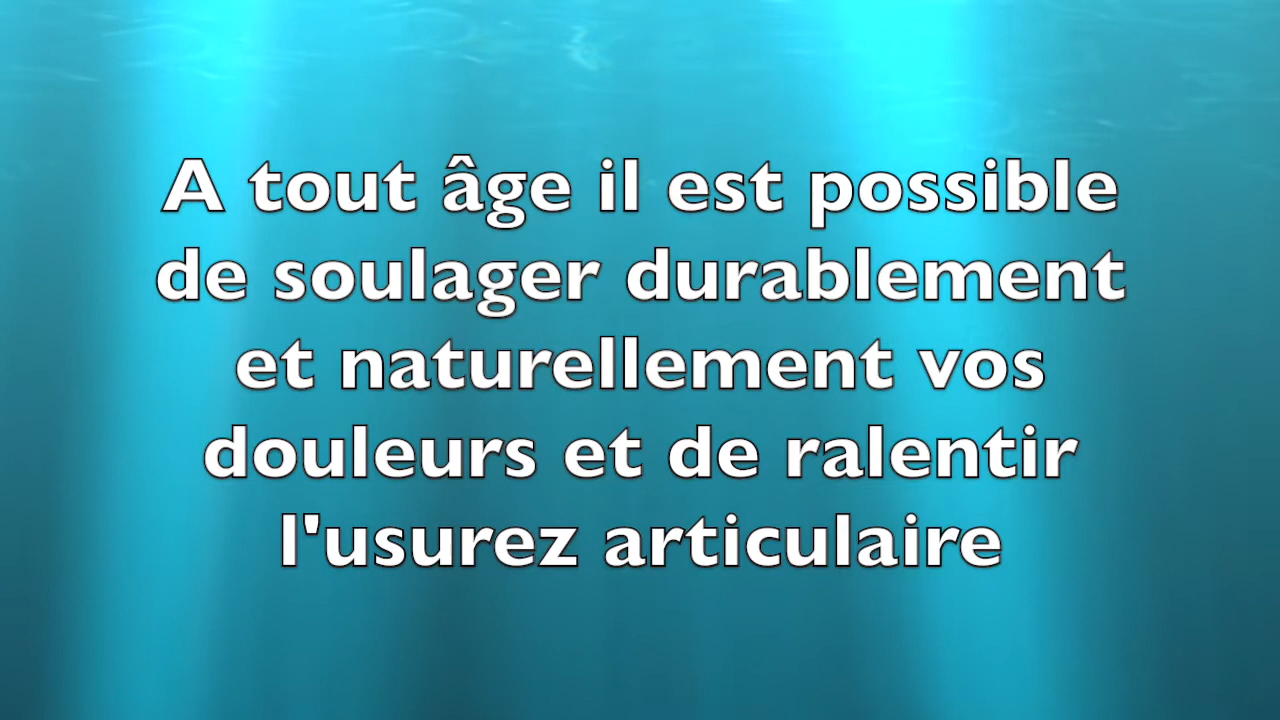 A tout âge il est possible
de soulager durablement
et naturellement vos
douleurs et de ralentir
l'usurez articulaire